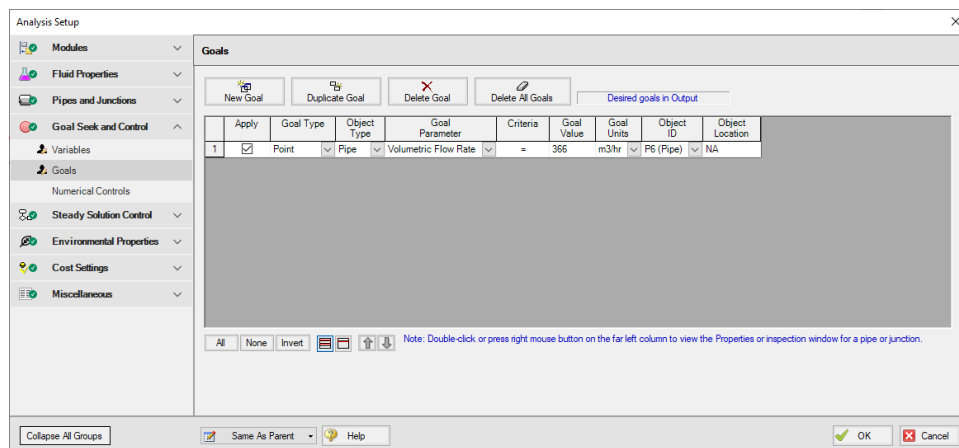 Analysis Setup
Modules
Fluid Properties
Pipes and Junctions
Goal Seek and Control
Variables
Goals
Numerical Controls
Steady Solution Control
Environmental Properties
Cost Settings
Miscellaneous
Goals
New Goal Duplicate Goal Delete Goal Delete All Goals Desired goals in Output
Apply Goal Type Object Type Goal Parameter Criteria Goal Value Goal Units Object ID Object Location
1 Point Pipe Volumetric Flow Rate = 366 m3/hr P6 (Pipe) NA
All None Invert Note: Double-click or press right mouse button on the far left column to view the Properties or inspection window for a pipe or junction.
Collapse All Groups Same As Parent Help OK Cancel